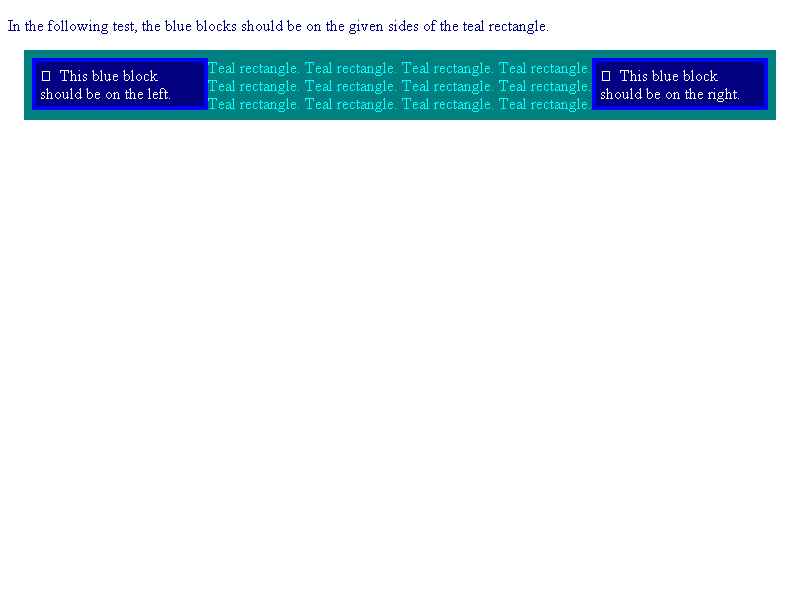 In the following test, the blue blocks should be on the given sides of the teal rectangle.
This blue block
should be on the left.
Teal rectangle. Teal rectangle. Teal rectangle. Teal rectangle.
Teal rectangle. Teal rectangle. Teal rectangle. Teal rectangle.
Teal rectangle. Teal rectangle. Teal rectangle. Teal rectangle.
This blue block
should be on the right.